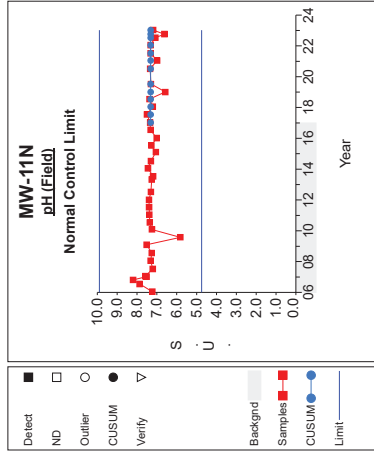 MW-11N
pH (Field)
Normal Control Limit
10.0
9.0
8.0
7.0
6.0
5.0
4.0
3.0
2.0
1.0
0.0
S . U .
06
08
10
12
14
16
18
20
22
24
Year
Detect
ND
Outlier
CUSUM
Verify
Backgnd
Samples
CUSUM
Limit